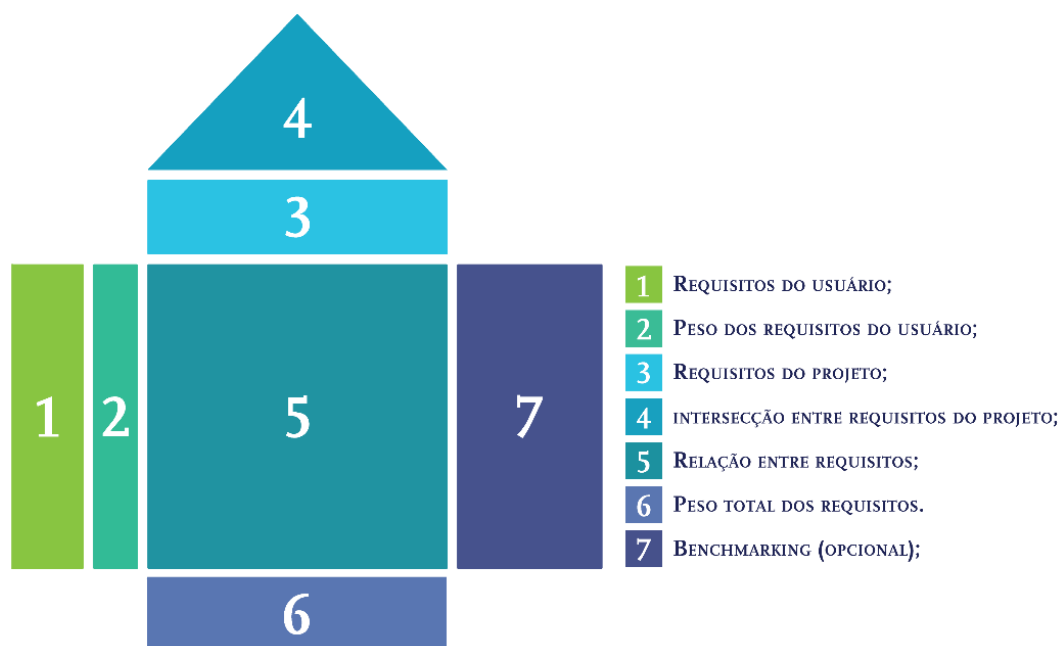 4
3
1
2
5
7
6
1 Requisitos do usuário;
2 Peso dos requisitos do usuário;
3 Requisitos do projeto;
4 intersecção entre requisitos do projeto;
5 Relação entre requisitos;
6 Peso total dos requisitos.
7 Benchmarking (opcional);